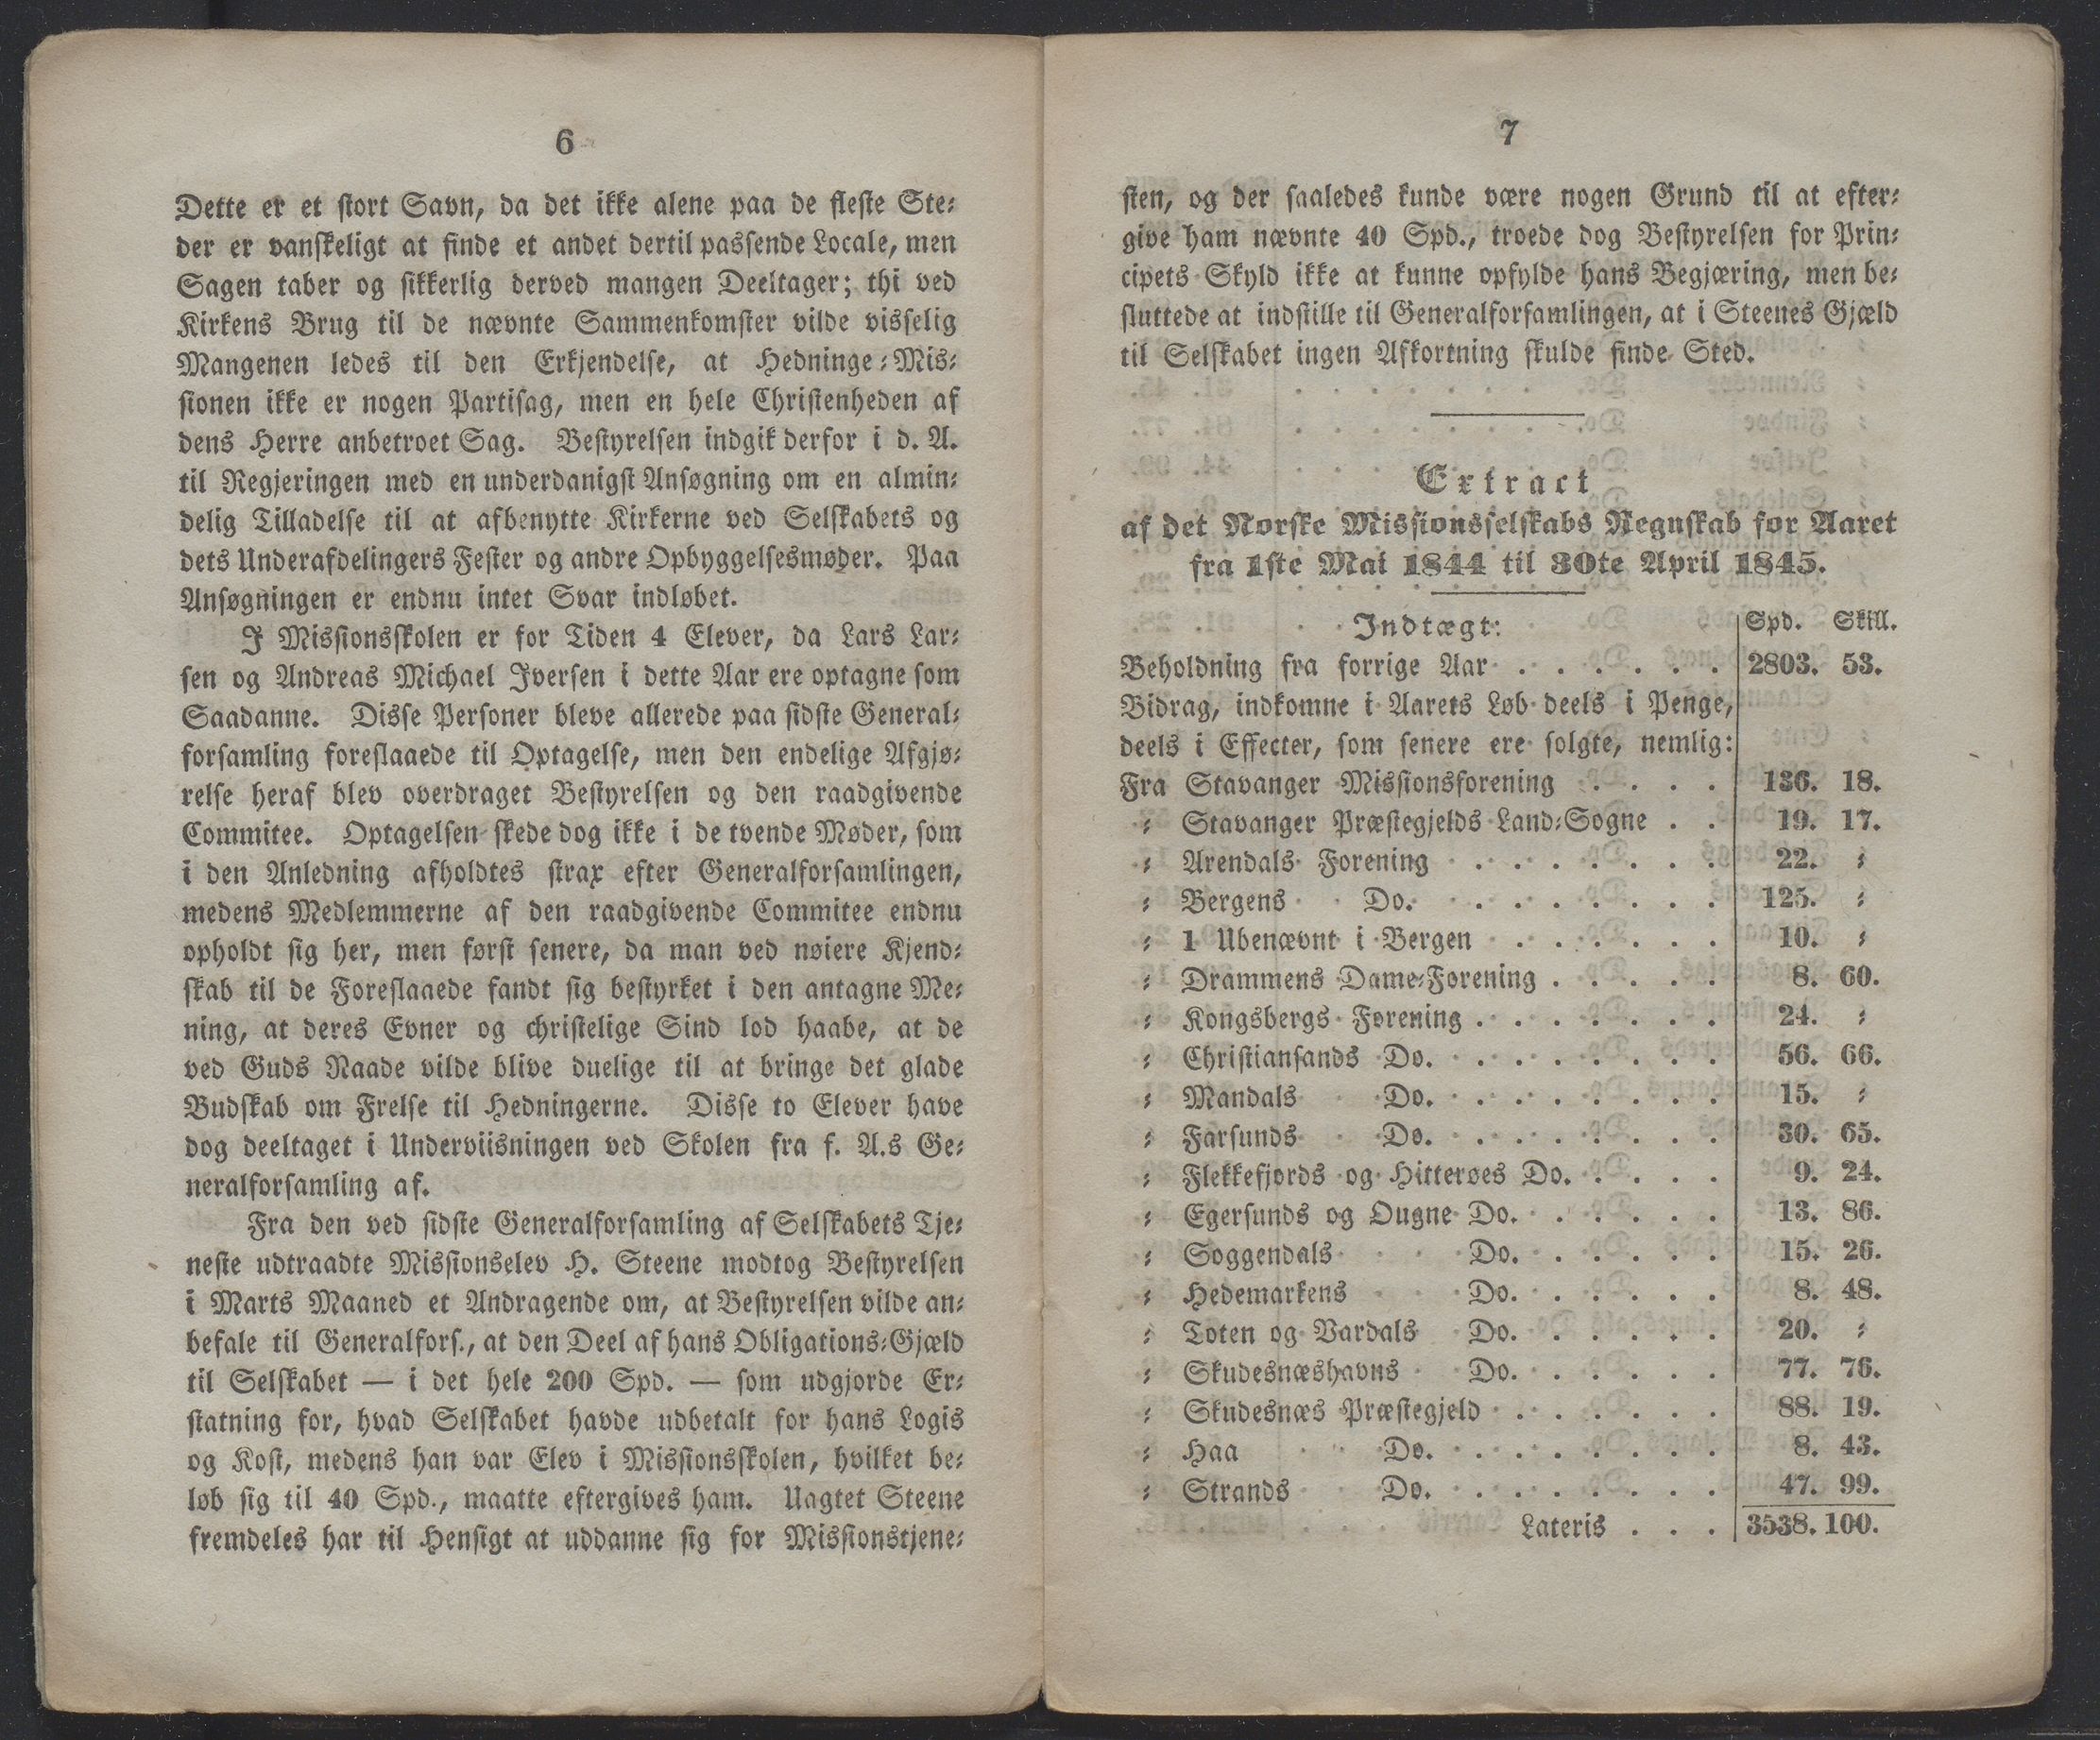 6
Dette er et stort Savn, da det ikke alene paa de fleste Ste-
der er vanskeligt at finde et andet dertil passende Locale, men
Sagen taber og sikkerlig derved mangen Deeltager; thi ved
Kirkens Brug til de nævnte Sammenkomster vilde visselig
Mangenen ledes til den Erkjendelse, at Hedninge-Mis-
sionen ikke er nogen Partisag, men en hele Christenheden af
dens Herre anbetroet Sag. Bestyrelsen indgik derfor i d. A.
til Regjeringen med en underdanigst Ansøgning om en almin-
delig Tilladelse til at afbenytte Kirkerne ved Selskabets og
dets Underafdelingers Fester og andre Opbyggelsesmøder. Paa
Ansøgningen er endnu intet Svar indløbet.
I Missionsskolen er for Tiden 4 Elever, da Lars Lar-
sen og Andreas Michael Iversen i dette Aar ere optagne som
Saadanne. Disse Personer bleve allerede paa sidste General-
forsamling foreslaaede til Optagelse, men den endelige Afgjø-
relse heraf blev overdraget Bestyrelsen og den raadgivende
Commitee. Optagelsen skede dog ikke i de tvende Møder, som
i den Anledning afholdtes strax efter Generalforsamlingen,
medens Medlemmerne af den raadgivende Commitee endnu
opholdt sig her, men først senere, da man ved nøiere Kjend-
skab til de Foreslaaede fandt sig bestyrket i den antagne Me-
ning, at deres Evner og christelige Sind lod haabe, at de
ved Guds Naade vilde blive duelige til at bringe det glade
Budskab om Frelse til Hedningerne. Disse to Elever have
dog deeltaget i Underviisningen ved Skolen fra f. A.s Ge-
neralforsamling af.
Fra den ved sidste Generalforsamling af Selskabets Tje-
neste udtraadte Missionselev H. Steene modtog Bestyrelsen
i Marts Maaned et Andragende om, at Bestyrelsen vilde an-
befale til Generalfors., at den Deel af hans Obligations-Gjæld
til Selskabet — i det hele 200 Spd. — som udgjorde Er-
statning for, hvad Selskabet havde udbetalt for hans Logis
og Kost, medens han var Elev i Missionsskolen, hvilket be-
løb sig til 40 Spd., maatte eftergives ham. Uagtet Steene
fremdeles har til Hensigt at uddanne sig for Missionstjene-
7
sten, og der saaledes kunde være nogen Grund til at efter-
give ham nævnte 40 Spd., troede dog Bestyrelsen for Prin-
cipets Skyld ikke at kunne opfylde hans Begjæring, men be-
sluttede at indstille til Generalforsamlingen, at i Steenes Gjæld
til Selskabet ingen Afkortning skulde finde Sted.
Extract
af det Norske Missionsselskabs Regnskab for Aaret
fra 1ste Mai 1844 til 30te April 1845.
Indtægt: Spd. Skill.
Beholdning fra forrige Aar . . . . . . 2803. 53.
Bidrag, indkomne i Aarets Løb deels i Penge,
deels i Effecter, som senere ere solgte, nemlig:
Fra Stavanger Missionsforening . . . . 136. 18.
- Stavanger Præstegjelds Land-Sogne . . 19. 17.
- Arendals Forening . . . . . . . 22. -
- Bergens Do. . . . . . . . 125. -
- 1 Ubenævnt i Bergen . . . . . . 10. -
- Drammens Dame-Forening . . . . . 8. 60.
- Kongsbergs Forening . . . . . . . 24. -
- Christiansands Do. . . . . . . . 56. 66.
- Mandals Do. . . . . . . . 15. -
- Farsunds Do. . . . . . . . 30. 65.
- Flekkefjords og Hitterøes Do. . . . . 9. 24.
- Egersunds og Ougne Do. . . . . . 13. 86.
- Soggendals Do. . . . . . 15. 26.
- Hedemarkens Do. . . . . . 8. 48.
- Toten og Vardals Do. . . . . . 20. -
- Skudesnæshavns Do. . . . . . 77. 76.
- Skudesnæs Præstegjeld . . . . . . 88. 19.
- Haa Do. . . . . . . . 8. 43.
- Strands Do. . . . . . . . 47. 99.
Lateris . . . 3538. 100.